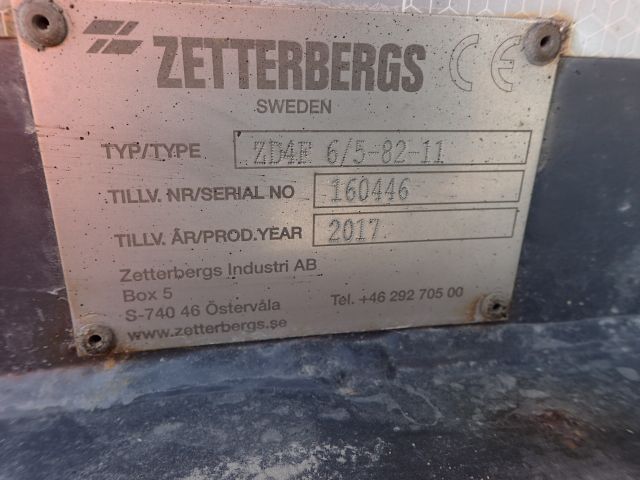 ZETTERBERGS CE
SWEDEN
TYP/TYPE ZD4F 6/5-82-11
TILLV. NR/SERIAL NO 160446
TILLV. ÅR/PROD.YEAR 2017
Zetterbergs Industri AB
Box 5
S-740 46 Östervåla Tel. +46 292 705 00
www.zetterbergs.se